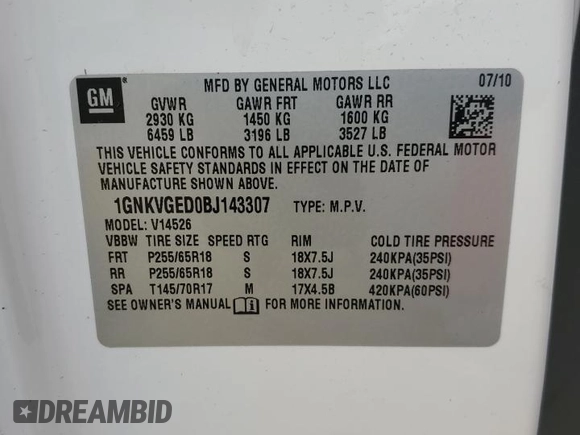 GM
MFD BY GENERAL MOTORS LLC 07/10
GVWR GAWR FRT GAWR RR
2930 KG 1450 KG 1600 KG
6459 LB 3196 LB 3527 LB
THIS VEHICLE CONFORMS TO ALL APPLICABLE U.S. FEDERAL MOTOR
VEHICLE SAFETY STANDARDS IN EFFECT ON THE DATE OF
MANUFACTURE SHOWN ABOVE.
1GNKVGED0BJ143307 TYPE: M.P.V.
MODEL: V14526
VBBW TIRE SIZE SPEED RTG RIM COLD TIRE PRESSURE
FRT P255/65R18 S 18X7.5J 240KPA(35PSI)
RR P255/65R18 S 18X7.5J 240KPA(35PSI)
SPA T145/70R17 M 17X4.5B 420KPA(60PSI)
SEE OWNER'S MANUAL FOR MORE INFORMATION.
DREAMBID